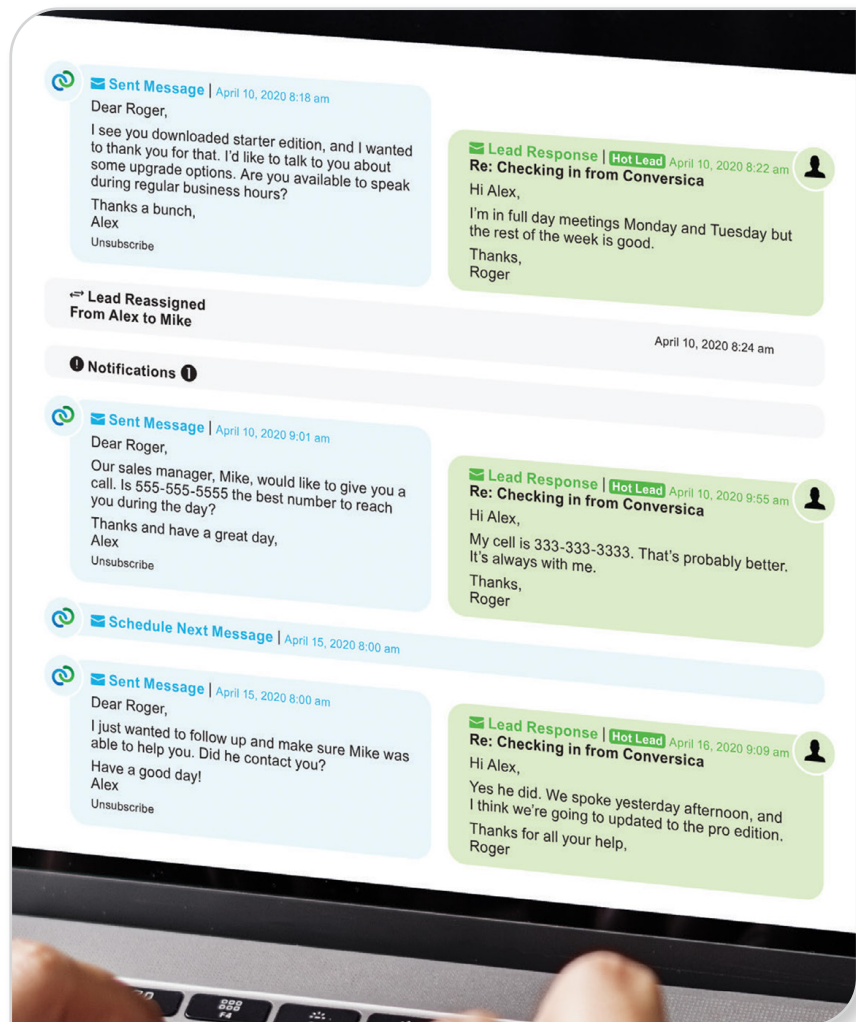 Sent Message | April 10, 2020 8:18 am
Dear Roger,
I see you downloaded starter edition, and I wanted
to thank you for that. I'd like to talk to you about
some upgrade options. Are you available to speak
during regular business hours?
Thanks a bunch,
Alex
Unsubscribe
Lead Response | Hot Lead April 10, 2020 8:22 am
Re: Checking in from Conversica
Hi Alex,
I'm in full day meetings Monday and Tuesday but
the rest of the week is good.
Thanks,
Roger
Lead Reassigned
From Alex to Mike
April 10, 2020 8:24 am
Notifications 1
Sent Message | April 10, 2020 9:01 am
Dear Roger,
Our sales manager, Mike, would like to give you a
call. Is 555-555-5555 the best number to reach
you during the day?
Thanks and have a great day,
Alex
Unsubscribe
Lead Response | Hot Lead April 10, 2020 9:55 am
Re: Checking in from Conversica
Hi Alex,
My cell is 333-333-3333. That's probably better.
It's always with me.
Thanks,
Roger
Schedule Next Message | April 15, 2020 8:00 am
Sent Message | April 15, 2020 8:00 am
Dear Roger,
I just wanted to follow up and make sure Mike was
able to help you. Did he contact you?
Have a good day!
Alex
Unsubscribe
Lead Response | Hot Lead April 16, 2020 9:09 am
Re: Checking in from Conversica
Hi Alex,
Yes he did. We spoke yesterday afternoon, and
I think we're going to updated to the pro edition.
Thanks for all your help,
Roger
F4